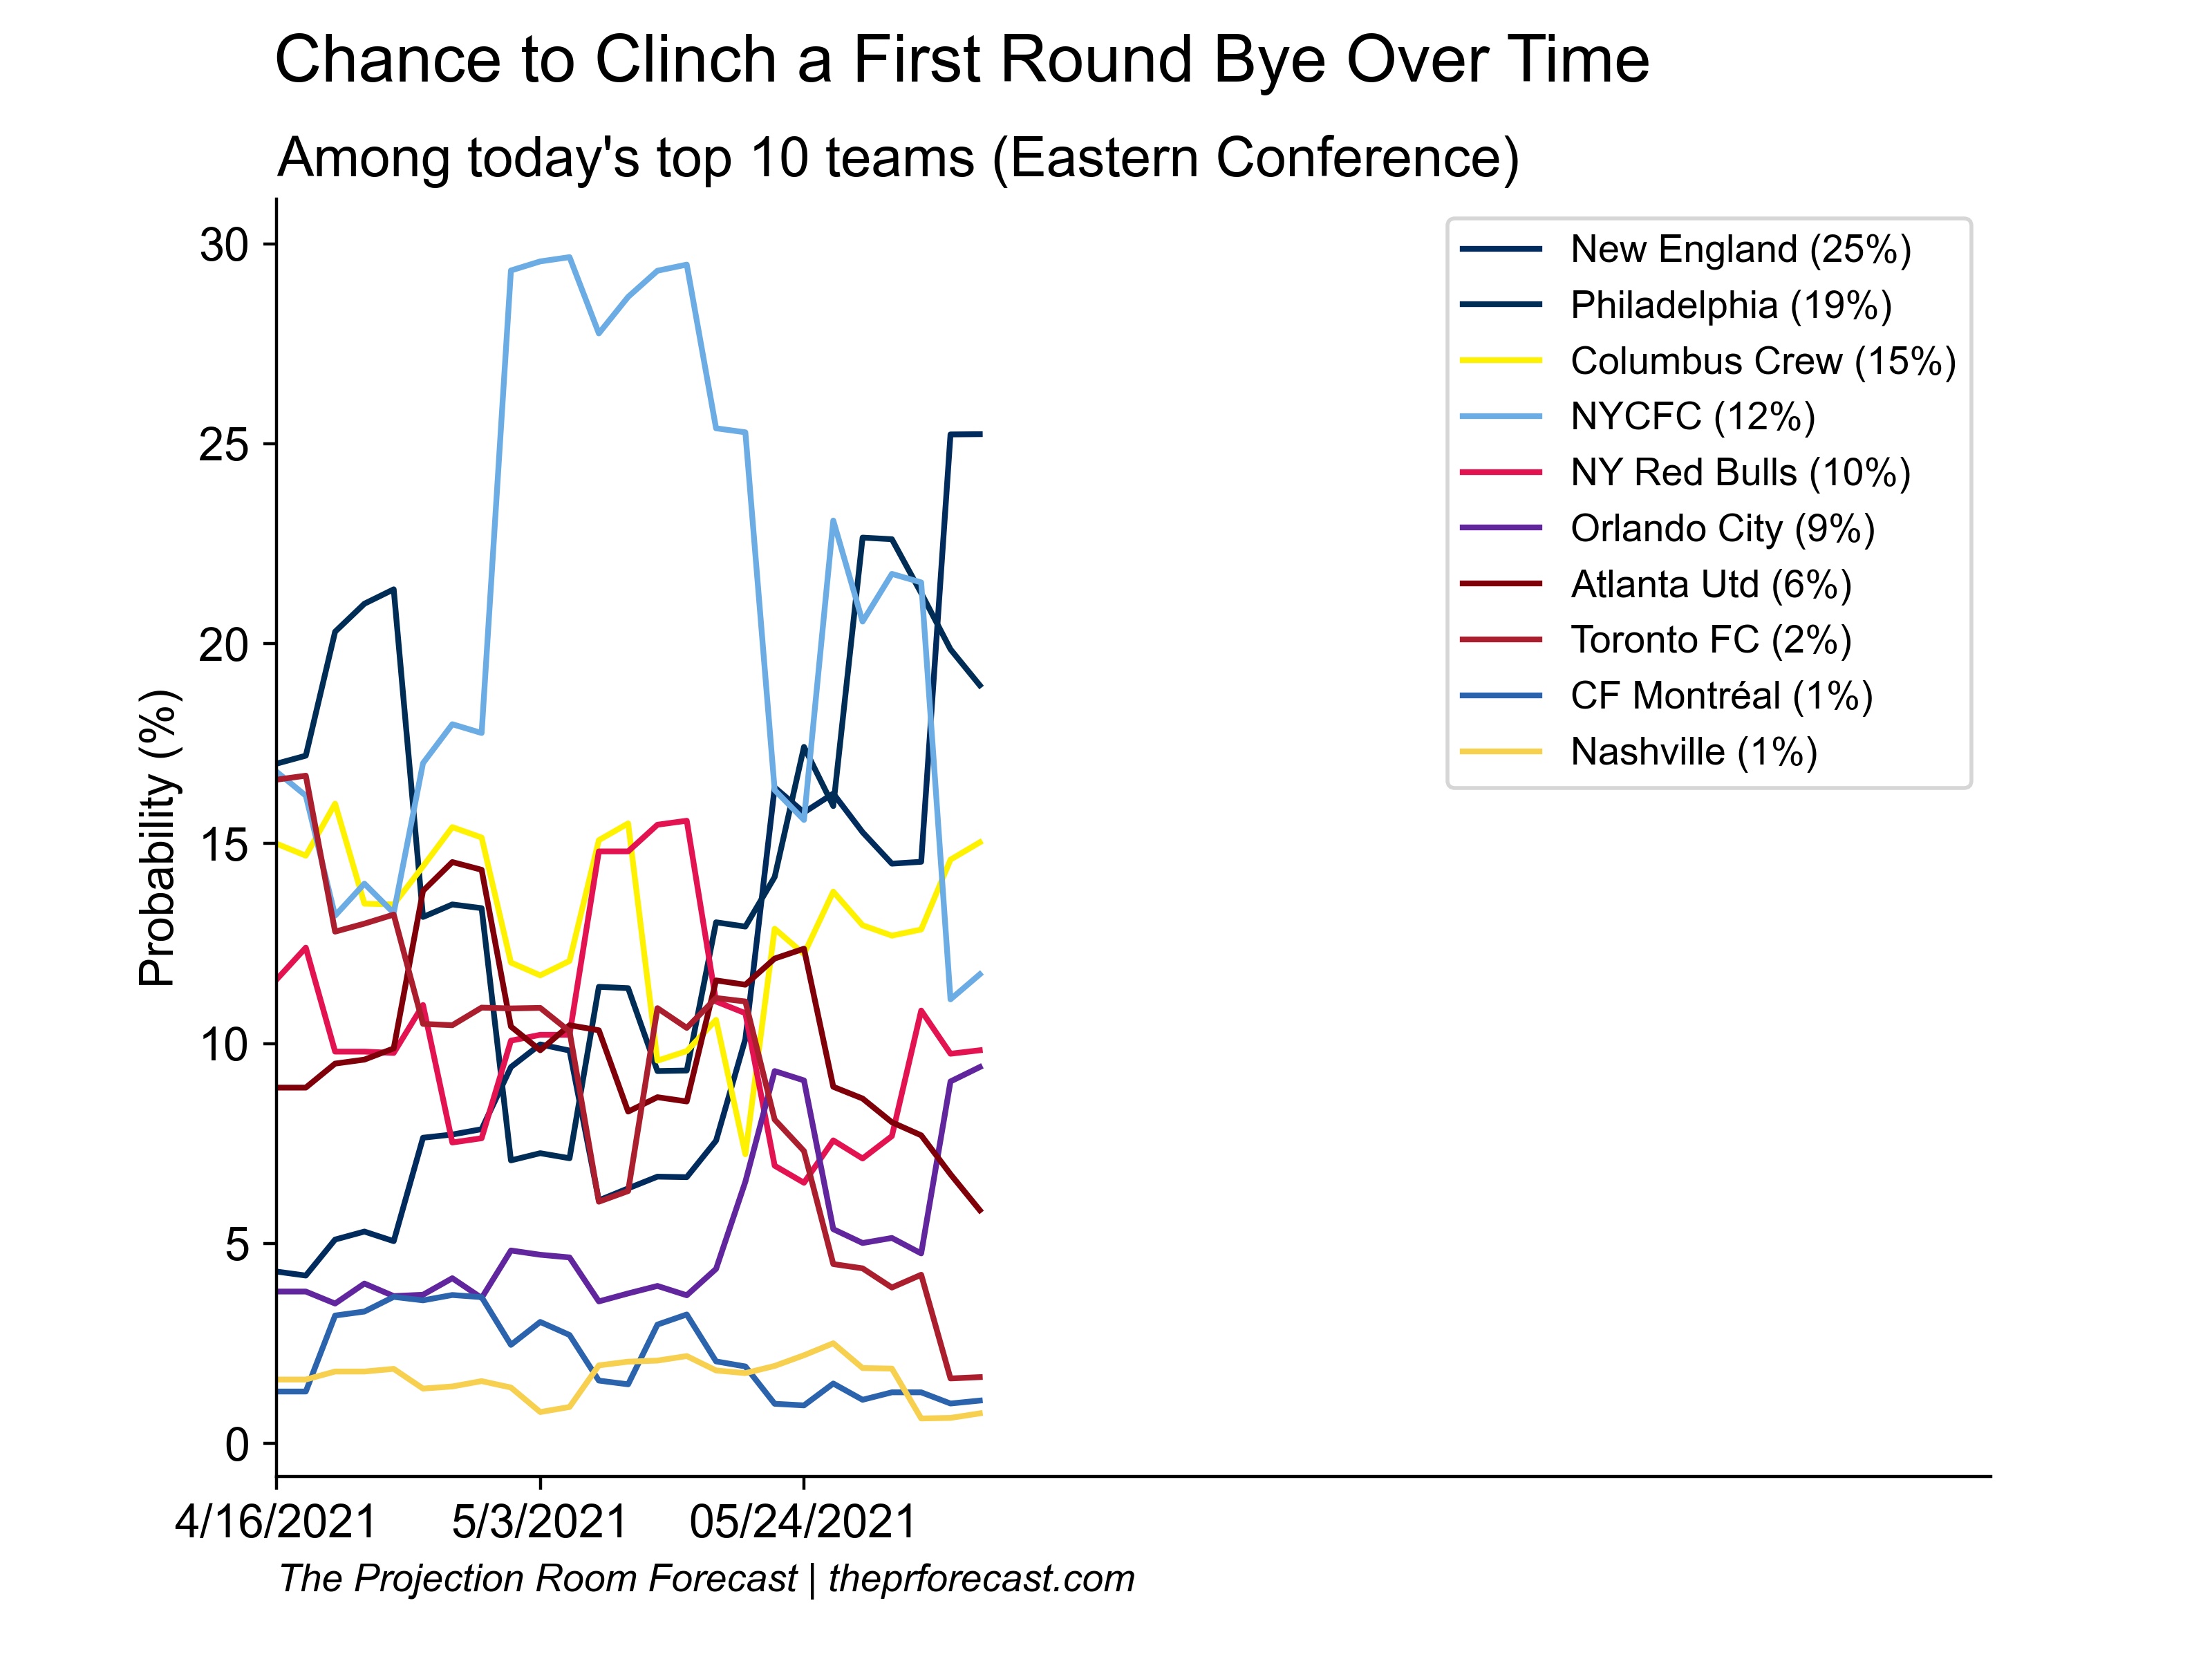 Chance to Clinch a First Round Bye Over Time
Among today's top 10 teams (Eastern Conference)
30
25
20
15
10
5
0
Probability (%)
New England (25%)
Philadelphia (19%)
Columbus Crew (15%)
NYCFC (12%)
NY Red Bulls (10%)
Orlando City (9%)
Atlanta Utd (6%)
Toronto FC (2%)
CF Montréal (1%)
Nashville (1%)
4/16/2021 5/3/2021 05/24/2021
The Projection Room Forecast | theprforecast.com